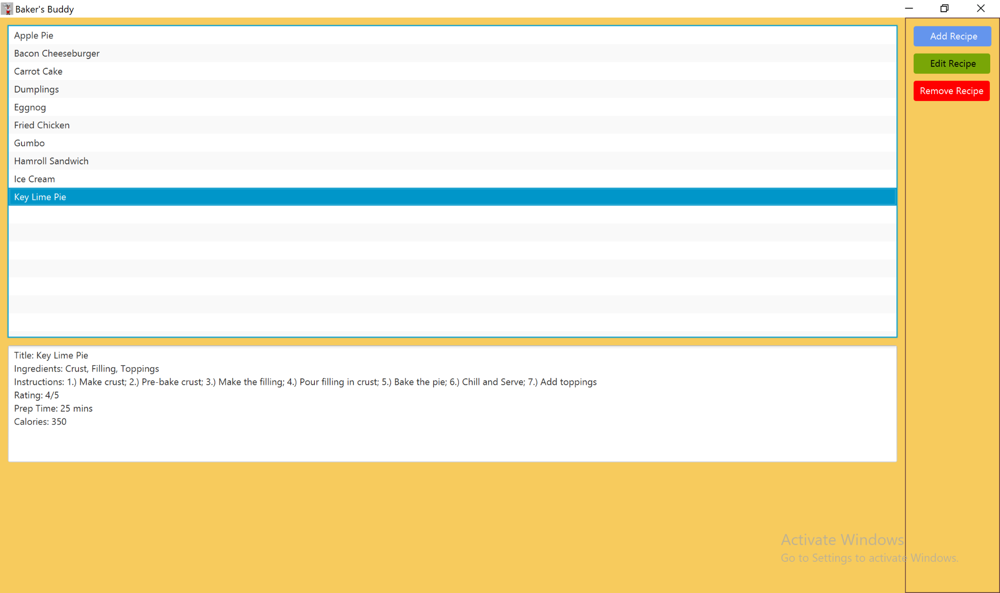 Baker's Buddy
Apple Pie
Bacon Cheeseburger
Carrot Cake
Dumplings
Eggnog
Fried Chicken
Gumbo
Hamroll Sandwich
Ice Cream
Key Lime Pie
Title: Key Lime Pie
Ingredients: Crust, Filling, Toppings
Instructions: 1.) Make crust; 2.) Pre-bake crust; 3.) Make the filling; 4.) Pour filling in crust; 5.) Bake the pie; 6.) Chill and Serve; 7.) Add toppings
Rating: 4/5
Prep Time: 25 mins
Calories: 350
Add Recipe
Edit Recipe
Remove Recipe
Activate Windows
Go to Settings to activate Windows.